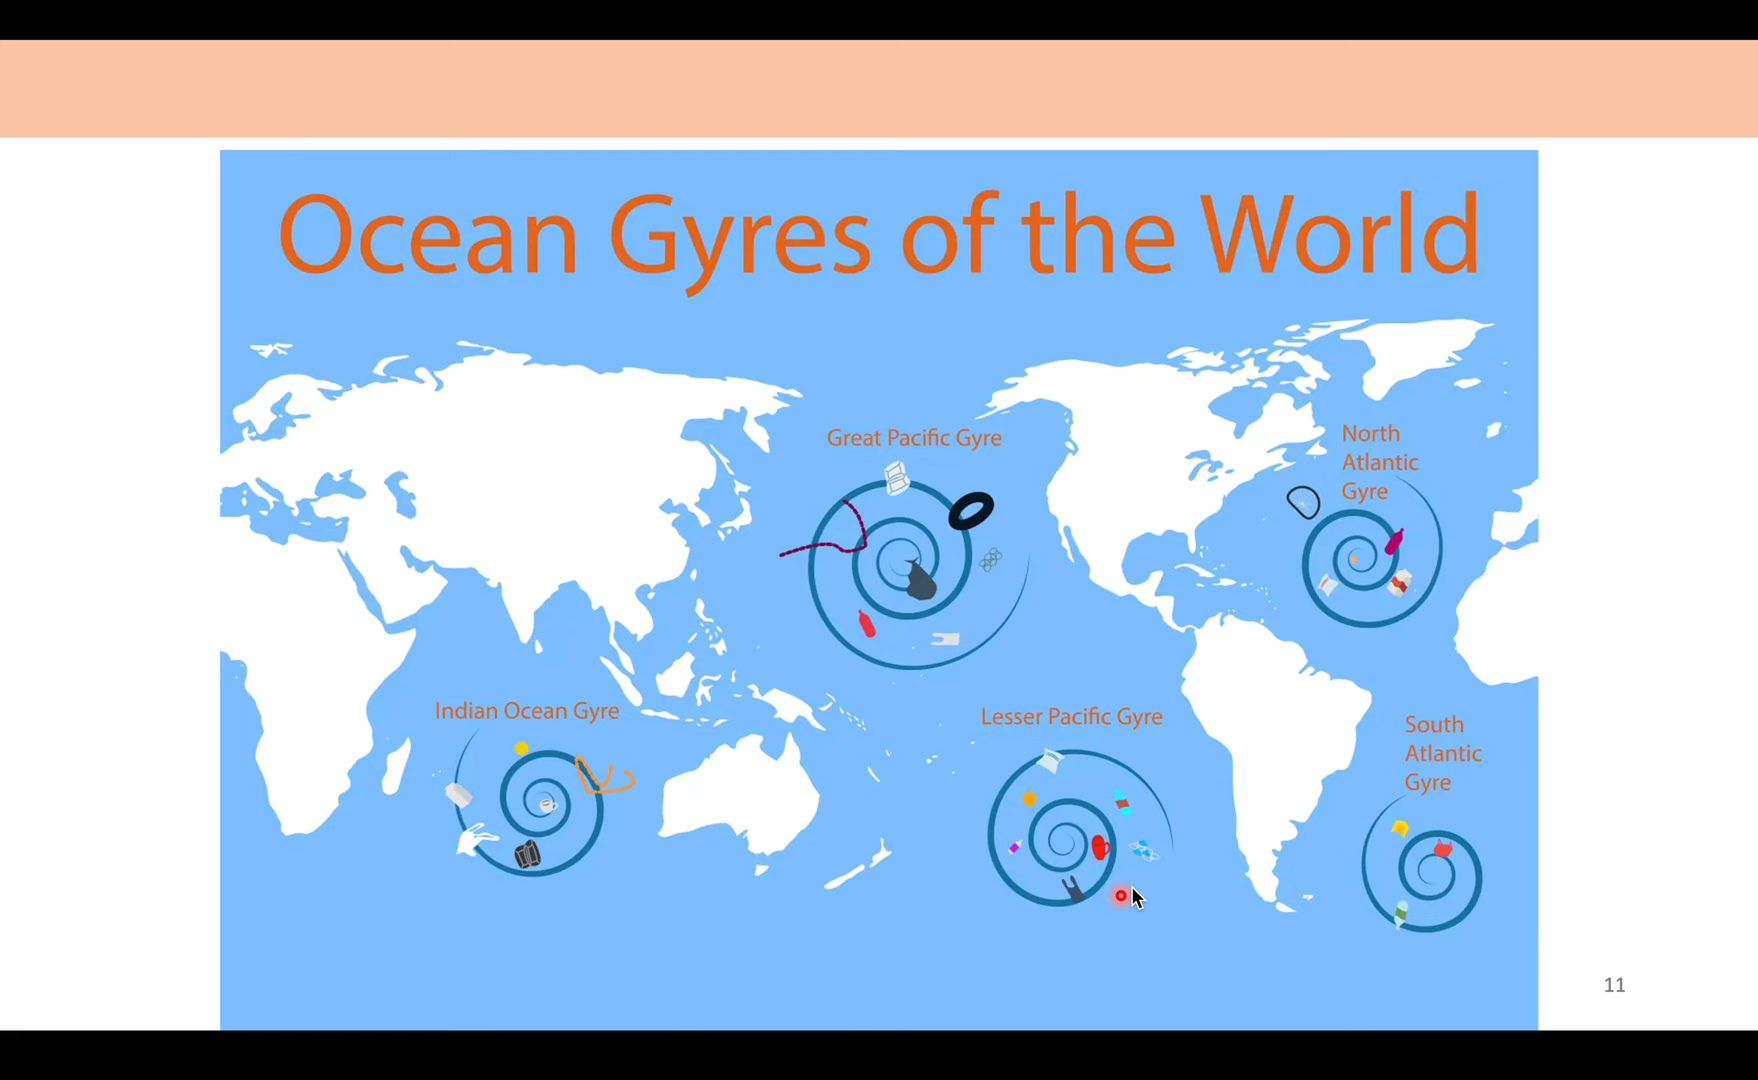 Ocean Gyres of the World
Great Pacific Gyre
North
Atlantic
Gyre
Indian Ocean Gyre
Lesser Pacific Gyre
South
Atlantic
Gyre
11